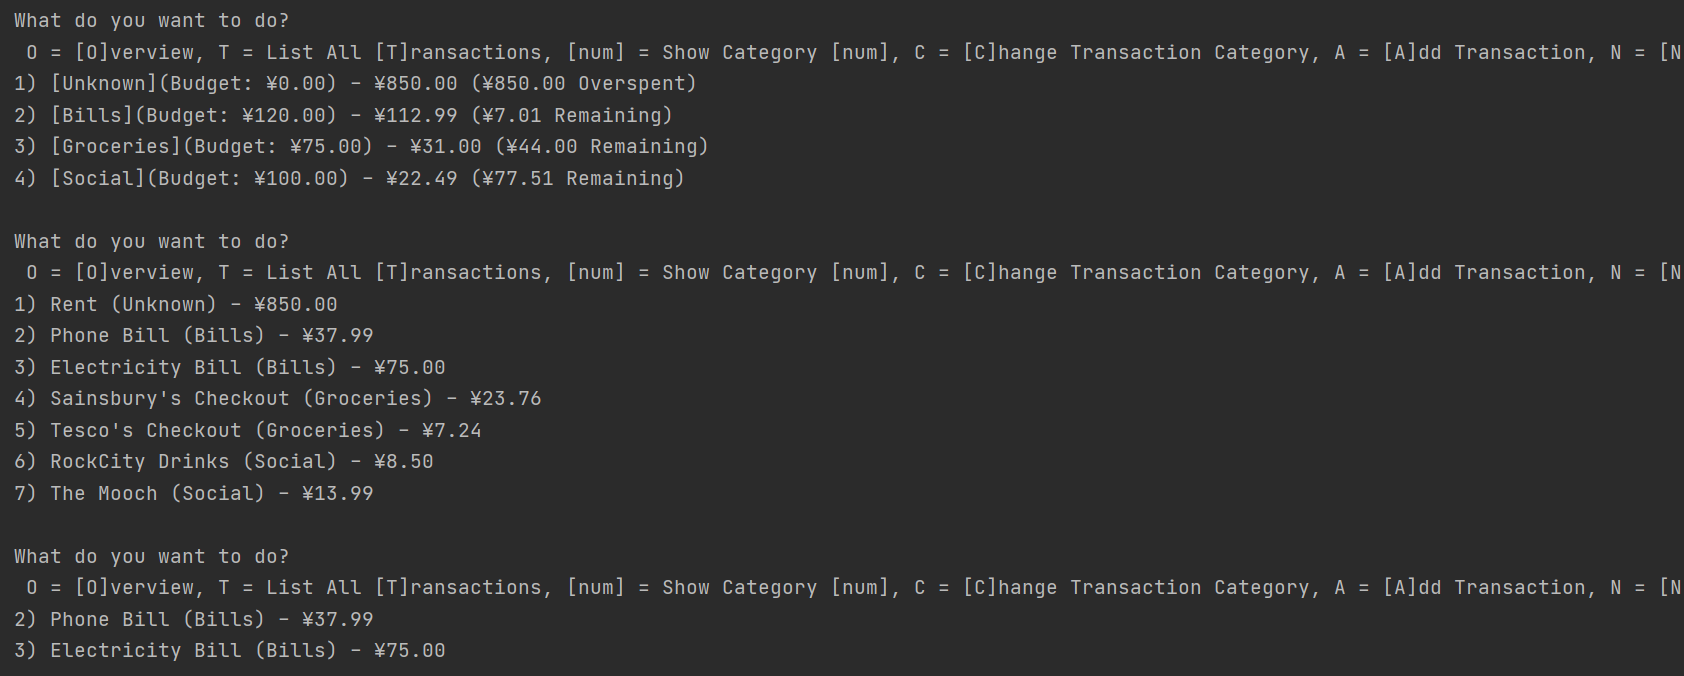 What do you want to do?
O = [O]verview, T = List All [T]ransactions, [num] = Show Category [num], C = [C]hange Transaction Category, A = [A]dd Transaction, N = [N
1) [Unknown](Budget: ¥0.00) - ¥850.00 (¥850.00 Overspent)
2) [Bills](Budget: ¥120.00) - ¥112.99 (¥7.01 Remaining)
3) [Groceries](Budget: ¥75.00) - ¥31.00 (¥44.00 Remaining)
4) [Social](Budget: ¥100.00) - ¥22.49 (¥77.51 Remaining)
What do you want to do?
O = [O]verview, T = List All [T]ransactions, [num] = Show Category [num], C = [C]hange Transaction Category, A = [A]dd Transaction, N = [N
1) Rent (Unknown) - ¥850.00
2) Phone Bill (Bills) - ¥37.99
3) Electricity Bill (Bills) - ¥75.00
4) Sainsbury's Checkout (Groceries) - ¥23.76
5) Tesco's Checkout (Groceries) - ¥7.24
6) RockCity Drinks (Social) - ¥8.50
7) The Mooch (Social) - ¥13.99
What do you want to do?
O = [O]verview, T = List All [T]ransactions, [num] = Show Category [num], C = [C]hange Transaction Category, A = [A]dd Transaction, N = [N
2) Phone Bill (Bills) - ¥37.99
3) Electricity Bill (Bills) - ¥75.00